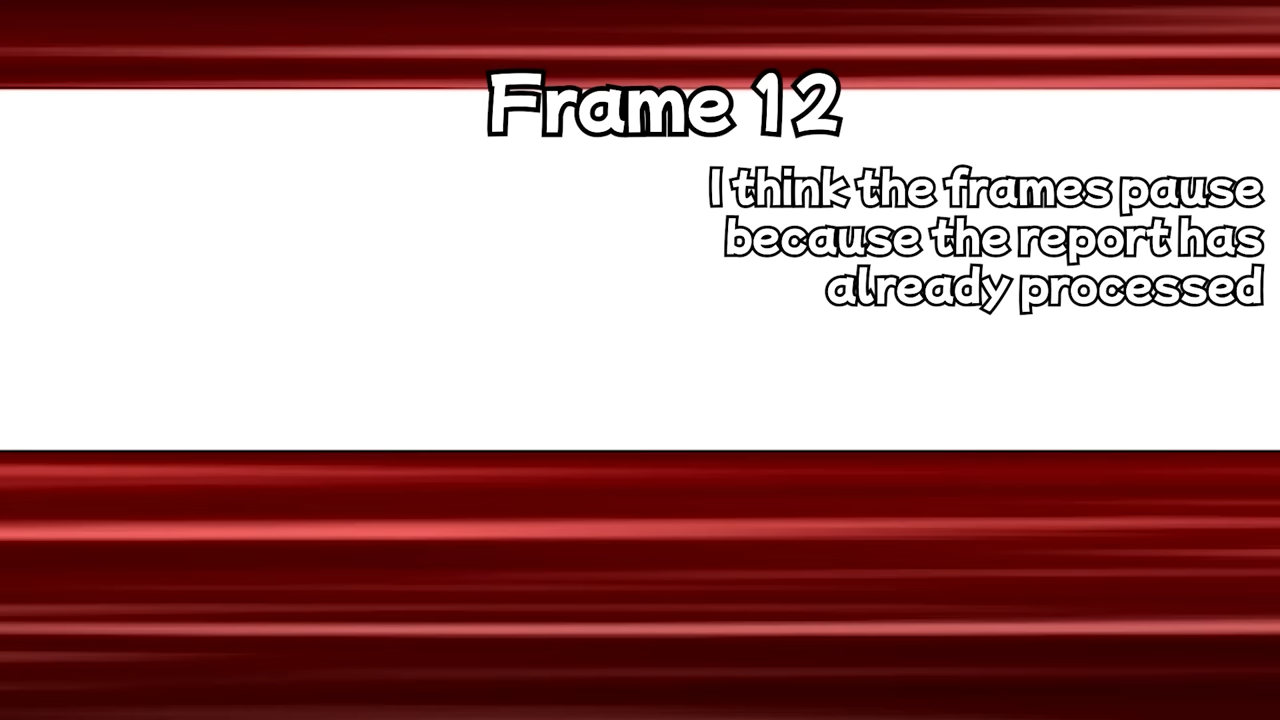 Frame 12
I think the frames pause
because the report has
already processed